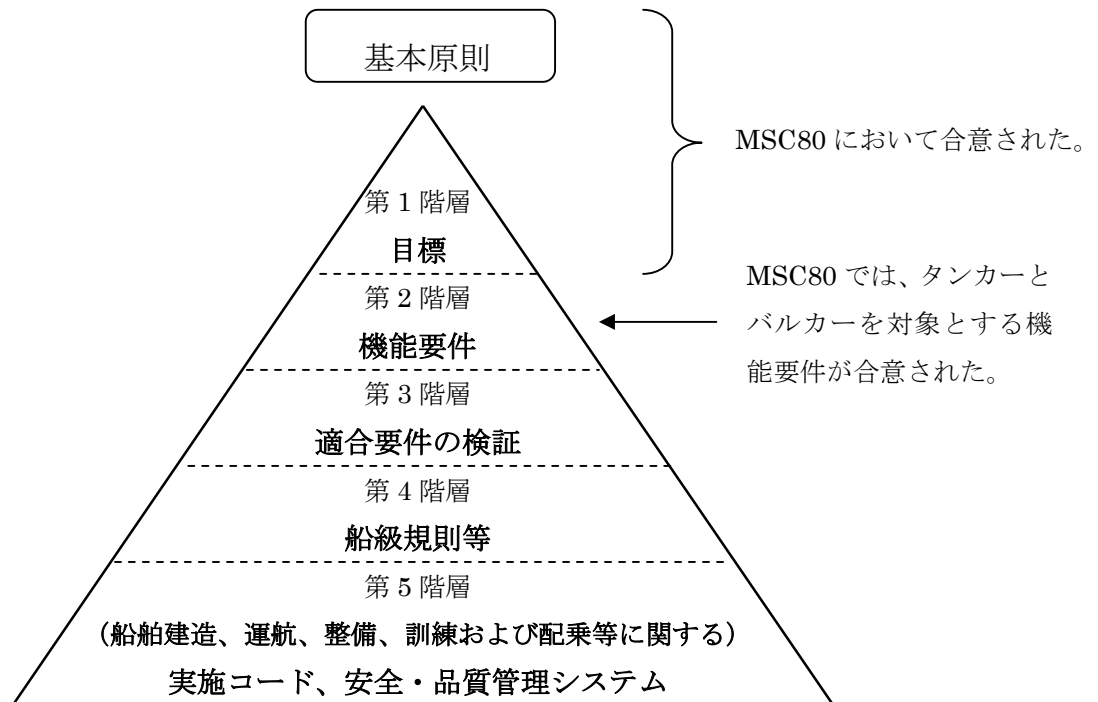 基本原則
MSC80 において合意された。
第 1 階層
目標
第 2 階層
機能要件
MSC80 では、タンカーと
バルカーを対象とする機
能要件が合意された。
第 3 階層
適合要件の検証
第 4 階層
船級規則等
第 5 階層
（船舶建造、運航、整備、訓練および配乗等に関する）
実施コード、安全・品質管理システム